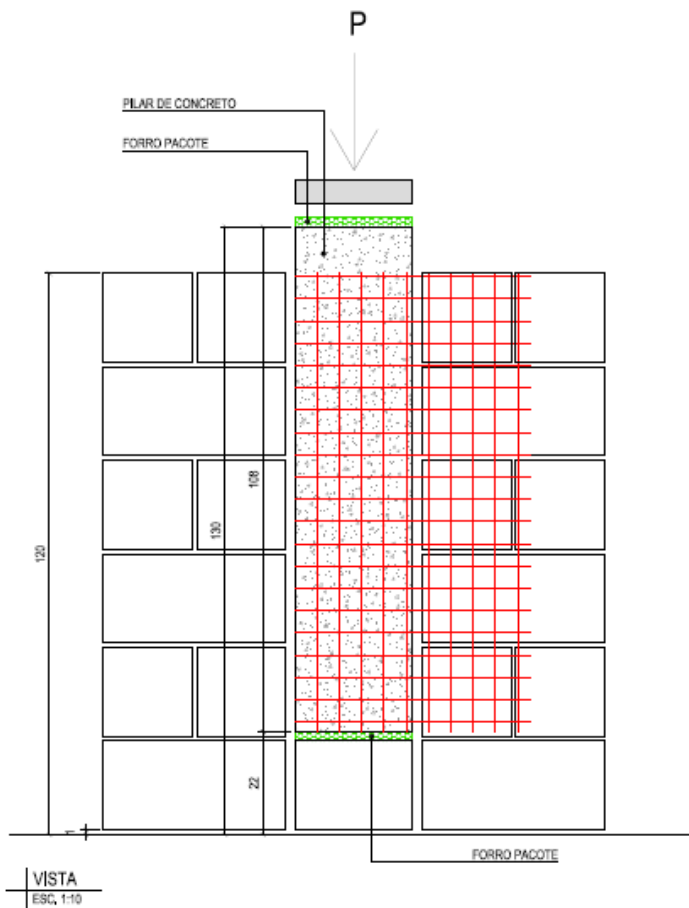 P
PILAR DE CONCRETO
FORRO PACOTE
108
130
120
22
1
FORRO PACOTE
VISTA
ESC. 1:10